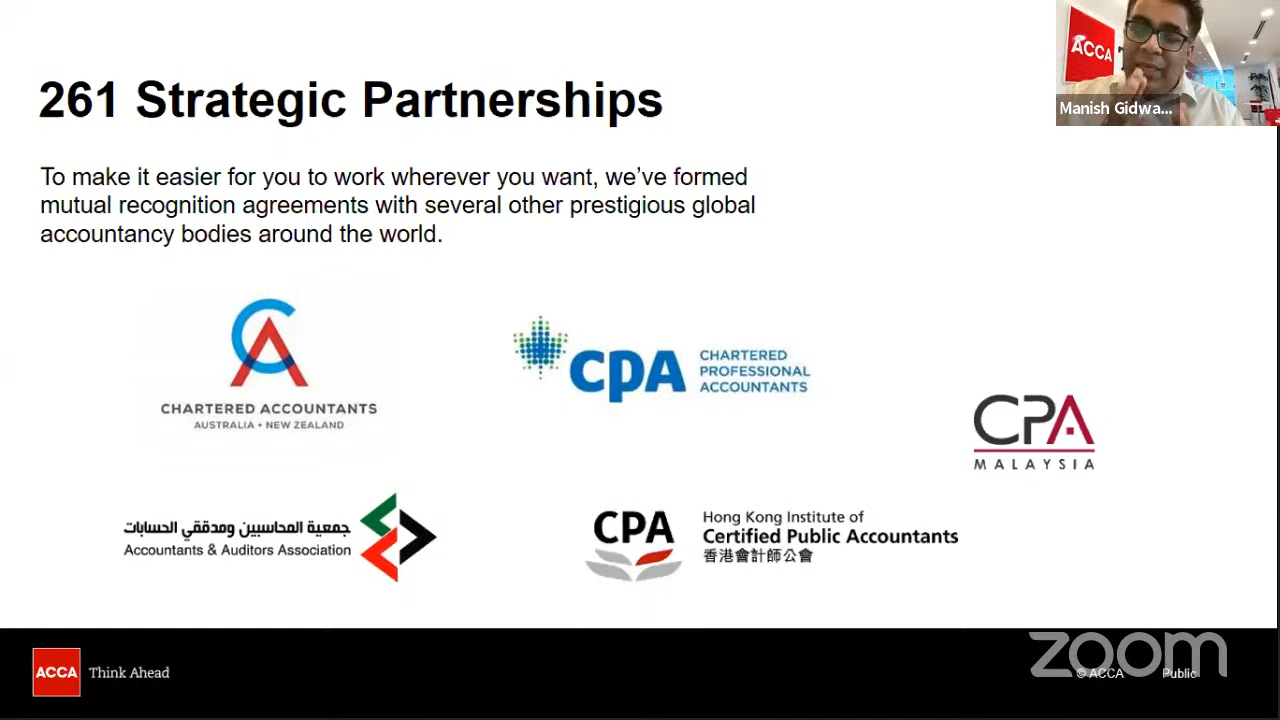 261 Strategic Partnerships
ACCA
Manish Gidwa...
To make it easier for you to work wherever you want, we’ve formed
mutual recognition agreements with several other prestigious global
accountancy bodies around the world.
CA
CHARTERED ACCOUNTANTS
AUSTRALIA + NEW ZEALAND
CPA
CHARTERED
PROFESSIONAL
ACCOUNTANTS
CPA
MALAYSIA
جمعية المحاسبين ومدققي الحسابات
Accountants & Auditors Association
CPA
Hong Kong Institute of
Certified Public Accountants
香港會計師公會
ACCA
Think Ahead
zoom
© ACCA
Public